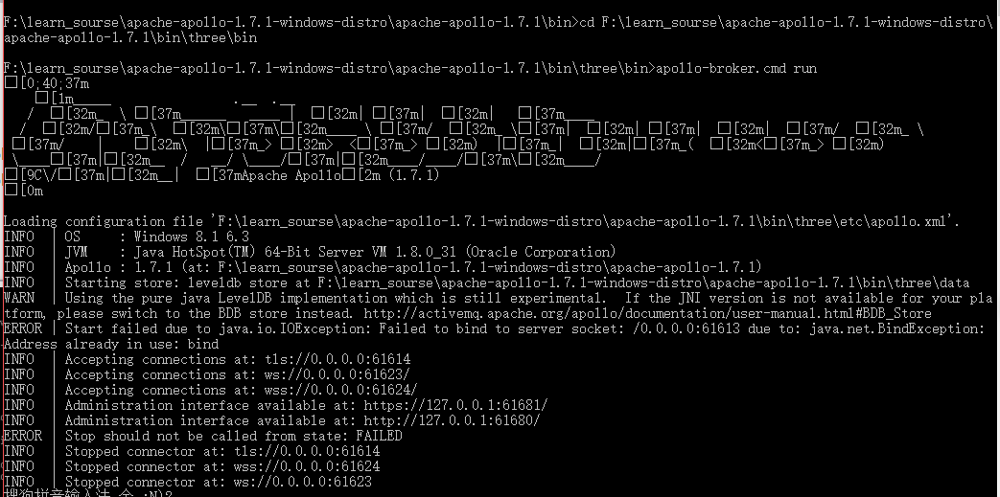 F:\learn_sourse\apache-apollo-1.7.1-windows-distro\apache-apollo-1.7.1\bin>cd F:\learn_sourse\apache-apollo-1.7.1-windows-distro\
apache-apollo-1.7.1\bin\three\bin
F:\learn_sourse\apache-apollo-1.7.1-windows-distro\apache-apollo-1.7.1\bin\three\bin>apollo-broker.cmd run
□[0;40;37m
□[1m_____ .__ .__
/ □[32m_ \ □[37m______ ____ | □[32m| □[37m| □[32m| □[37m____
/ □[32m/□[37m_\ □[32m\□[37m\□[32m____ \ □[37m/ □[32m_ \□[37m| □[32m| □[37m| □[32m| □[37m/ □[32m_ \
□[37m/ | □[32m\ |□[37m_> □[32m> <□[37m_> □[32m) |□[37m_| □[32m|□[37m_( □[32m<□[37m_> □[32m)
\____□[37m|□[32m__ / __/ \____/□[37m|□[32m____/____/□[37m\□[32m____/
□[9C\/□[37m|□[32m__| □[37mApache Apollo□[2m (1.7.1)
□[0m
Loading configuration file 'F:\learn_sourse\apache-apollo-1.7.1-windows-distro\apache-apollo-1.7.1\bin\three\etc\apollo.xml'.
INFO | OS : Windows 8.1 6.3
INFO | JVM : Java HotSpot(TM) 64-Bit Server VM 1.8.0_31 (Oracle Corporation)
INFO | Apollo : 1.7.1 (at: F:\learn_sourse\apache-apollo-1.7.1-windows-distro\apache-apollo-1.7.1)
INFO | Starting store: leveldb store at F:\learn_sourse\apache-apollo-1.7.1-windows-distro\apache-apollo-1.7.1\bin\three\data
WARN | Using the pure java LevelDB implementation which is still experimental. If the JNI version is not available for your pla
tform, please switch to the BDB store instead. http://activemq.apache.org/apollo/documentation/user-manual.html#BDB_Store
ERROR | Start failed due to java.io.IOException: Failed to bind to server socket: /0.0.0.0:61613 due to: java.net.BindException:
Address already in use: bind
INFO | Accepting connections at: tls://0.0.0.0:61614
INFO | Accepting connections at: ws://0.0.0.0:61623/
INFO | Accepting connections at: wss://0.0.0.0:61624/
INFO | Administration interface available at: https://127.0.0.1:61681/
INFO | Administration interface available at: http://127.0.0.1:61680/
ERROR | Stop should not be called from state: FAILED
INFO | Stopped connector at: tls://0.0.0.0:61614
INFO | Stopped connector at: wss://0.0.0.0:61624
INFO | Stopped connector at: ws://0.0.0.0:61623
搜狗拼音输入法 全 :N)?